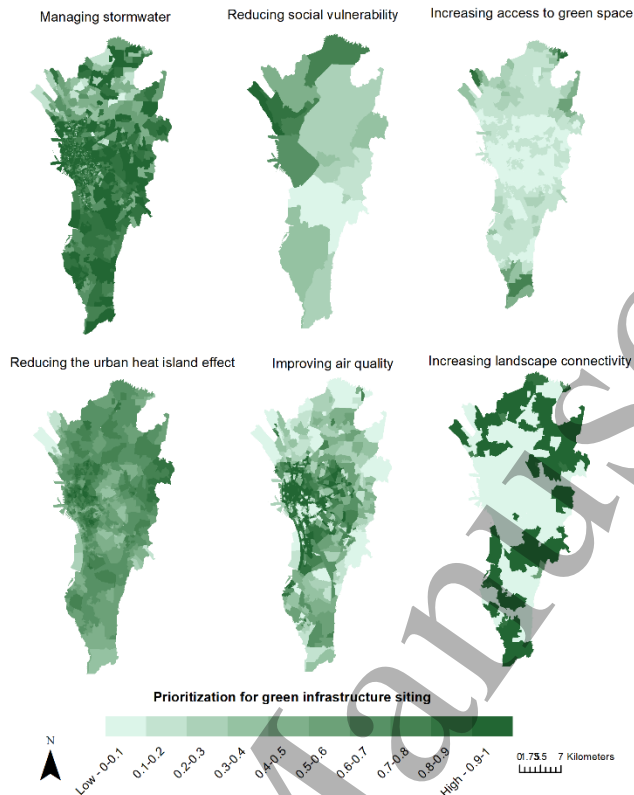 Managing stormwater
Reducing social vulnerability
Increasing access to green space
Reducing the urban heat island effect
Improving air quality
Increasing landscape connectivity
Prioritization for green infrastructure siting
Low - 0-0.1
0.1-0.2
0.2-0.3
0.3-0.4
0.4-0.5
0.5-0.6
0.6-0.7
0.7-0.8
0.8-0.9
High - 0.9-1
N
7 Kilometers
Manus